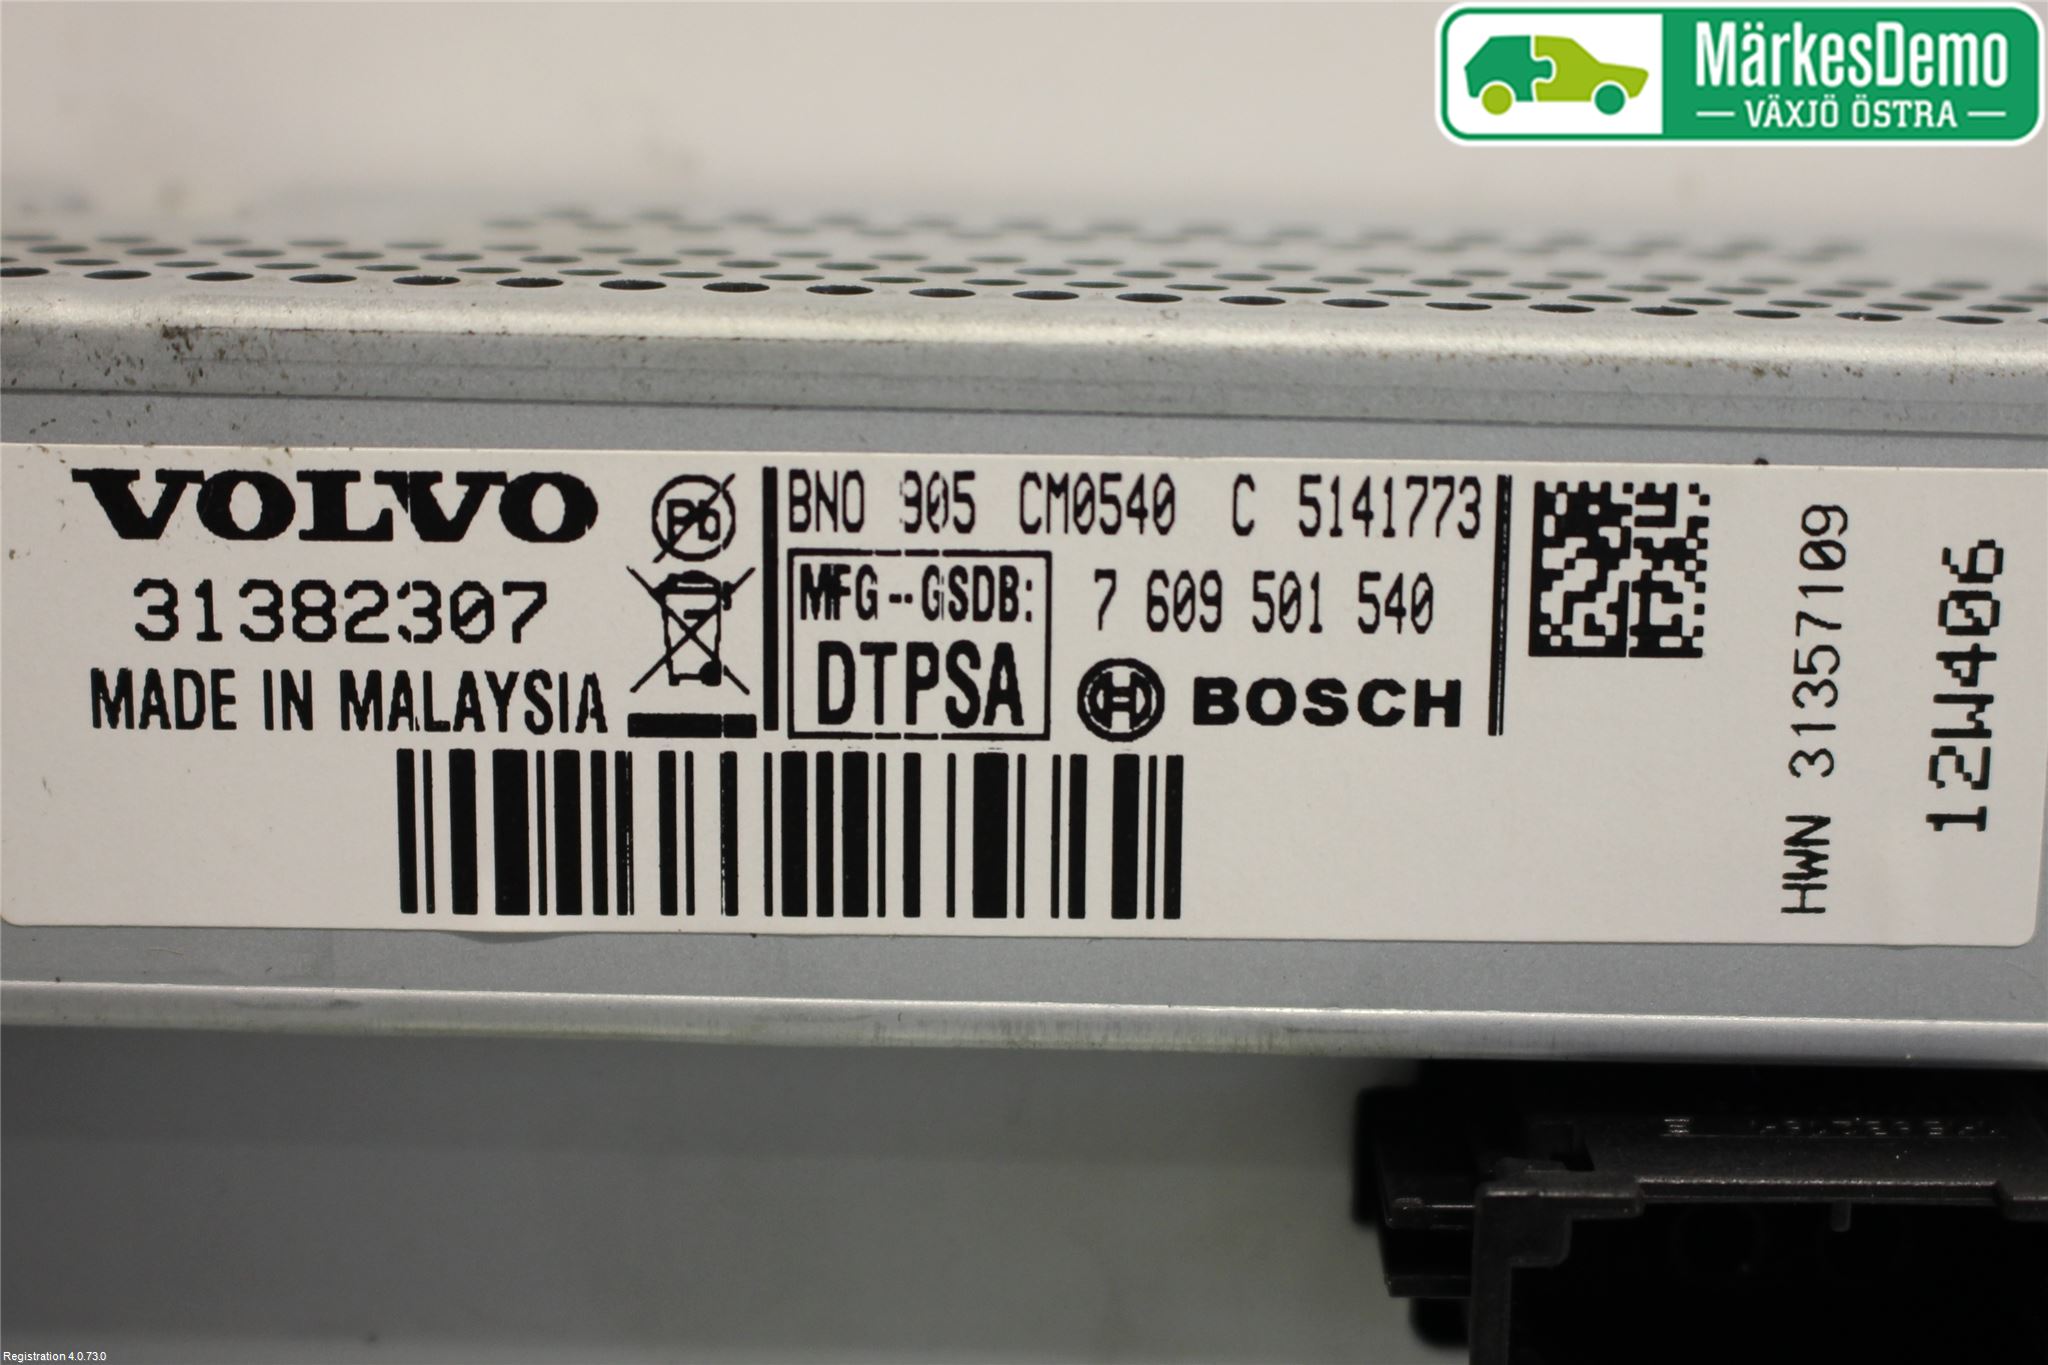 MärkesDemo
VÄXJÖ ÖSTRA
VOLVO
31382307
MADE IN MALAYSIA
Pb
BNO 905 CM0540 C 5141773
MFG--GSDB:
DTPSA
7 609 501 540
BOSCH
HWN 31357109
12W406
Registration 4.0.73.0